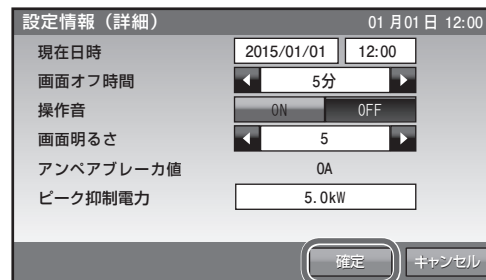 設定情報（詳細） 01月01日 12:00
現在日時 2015/01/01 12:00
画面オフ時間 5分
操作音 ON OFF
画面明るさ 5
アンペアブレーカ値 0A
ピーク抑制電力 5.0kW
確定 キャンセル